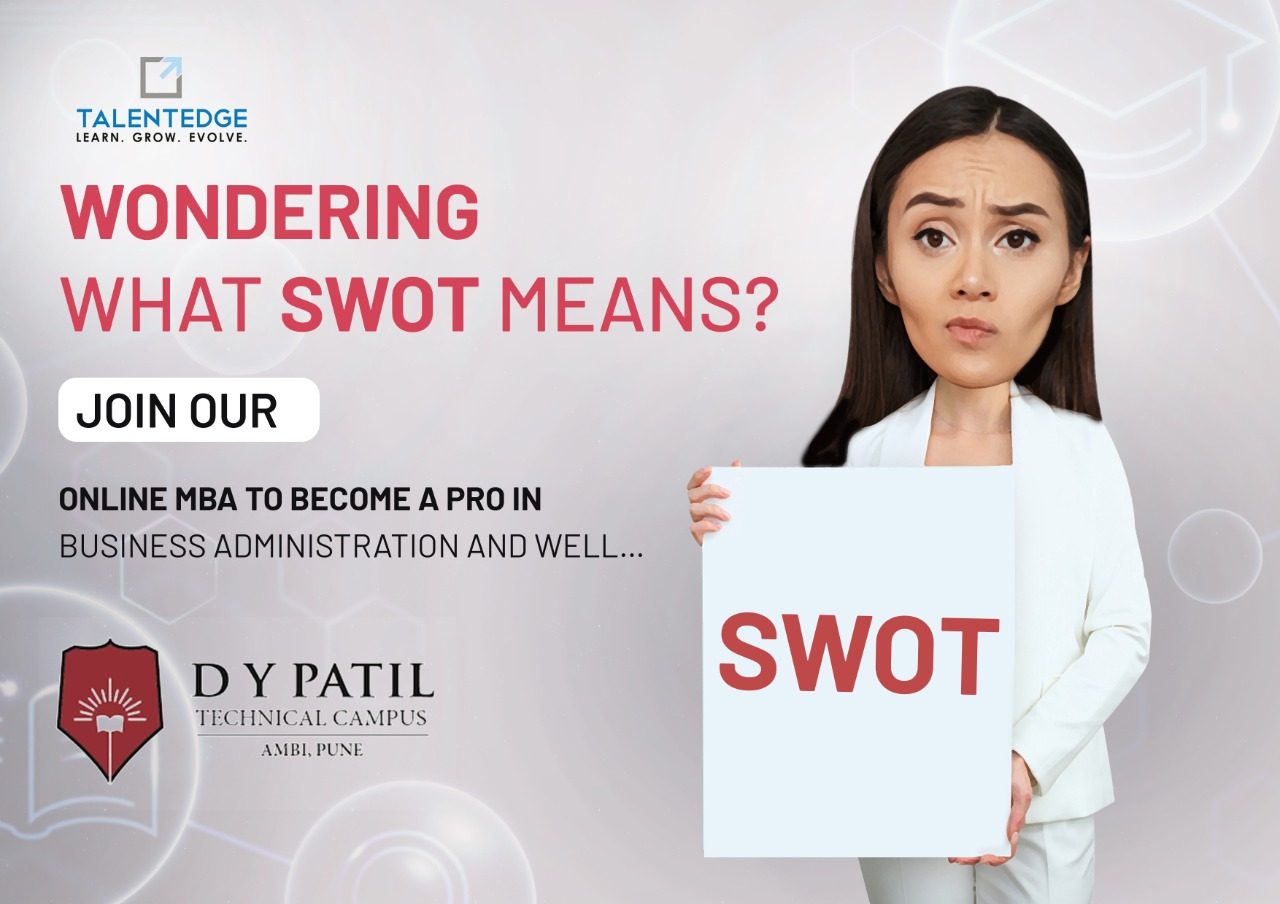 TALENTEDGE
LEARN. GROW. EVOLVE.
WONDERING
WHAT SWOT MEANS?
JOIN OUR
ONLINE MBA TO BECOME A PRO IN
BUSINESS ADMINISTRATION AND WELL...
D Y PATIL
TECHNICAL CAMPUS
AMBI, PUNE
SWOT